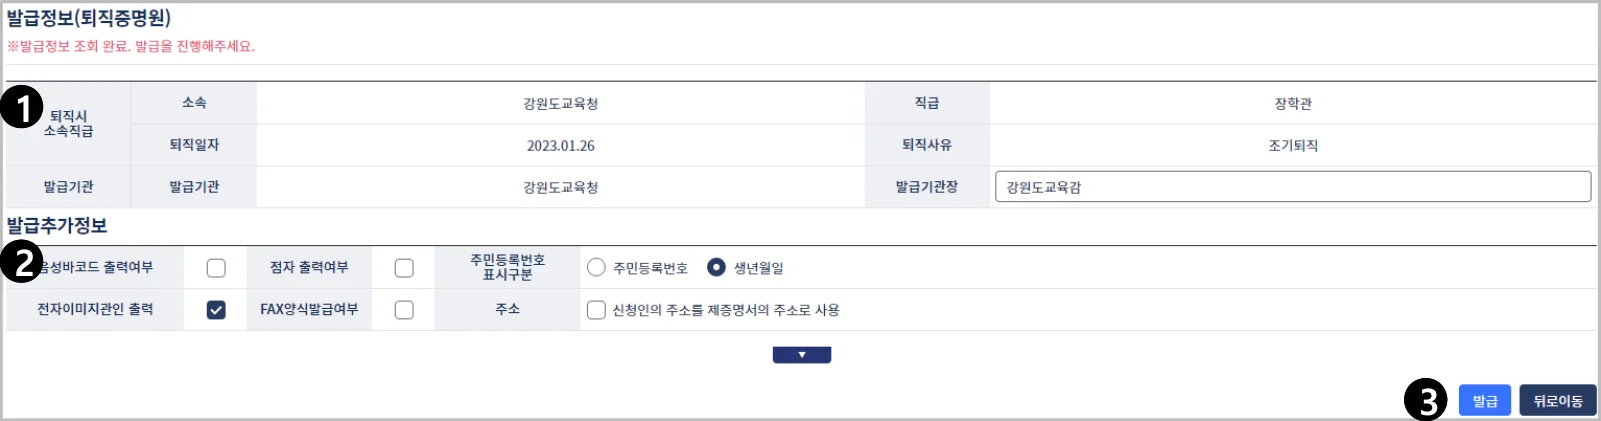 발급정보(퇴직증명원)
※발급정보 조회 완료. 발급을 진행해주세요.
1
퇴직시
소속직급
소속
강원도교육청
직급
장학관
퇴직일자
2023.01.26
퇴직사유
조기퇴직
발급기관
발급기관
강원도교육청
발급기관장
강원도교육감
발급추가정보
2
음성바코드 출력여부
점자 출력여부
주민등록번호
표시구분
주민등록번호
생년월일
전자이미지관인 출력
FAX양식발급여부
주소
신청인의 주소를 제증명서의 주소로 사용
▼
3
발급
뒤로이동